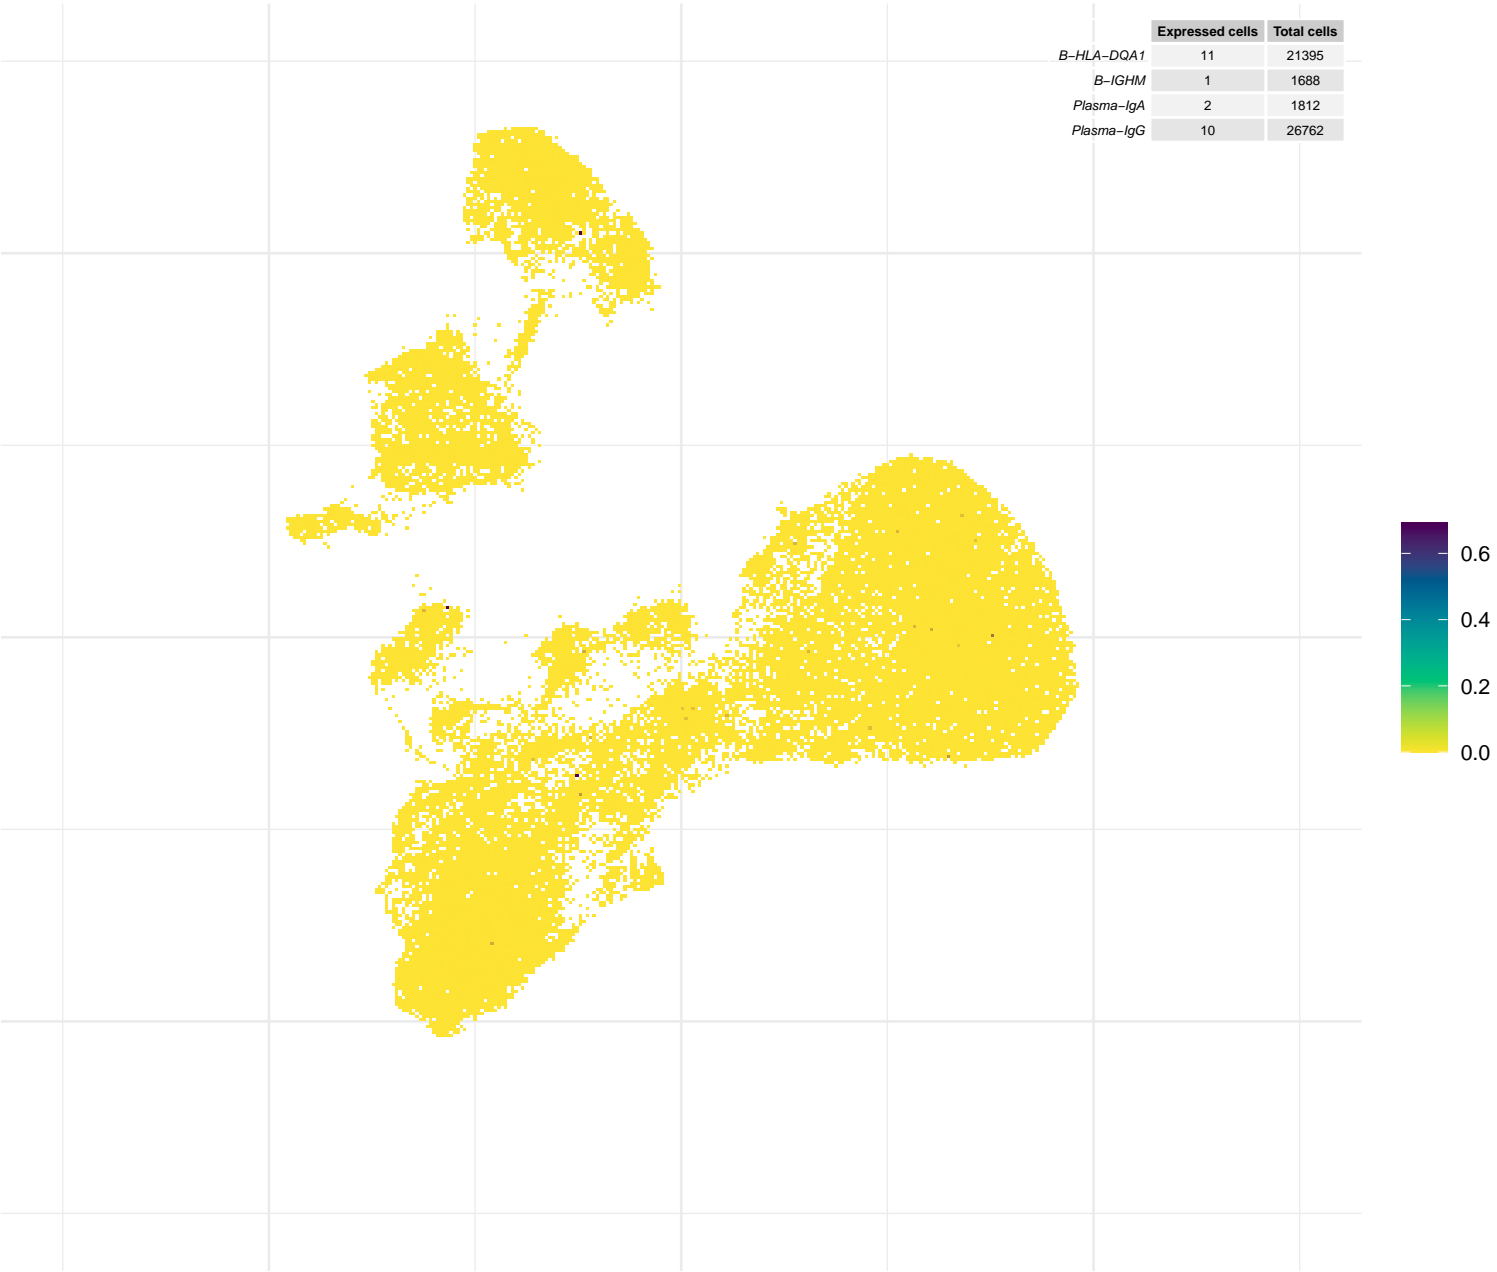 Expressed cells Total cells
B−HLA−DQA1 11 21395
B−IGHM 1 1688
Plasma−IgA 2 1812
Plasma−IgG 10 26762
0.6
0.4
0.2
0.0